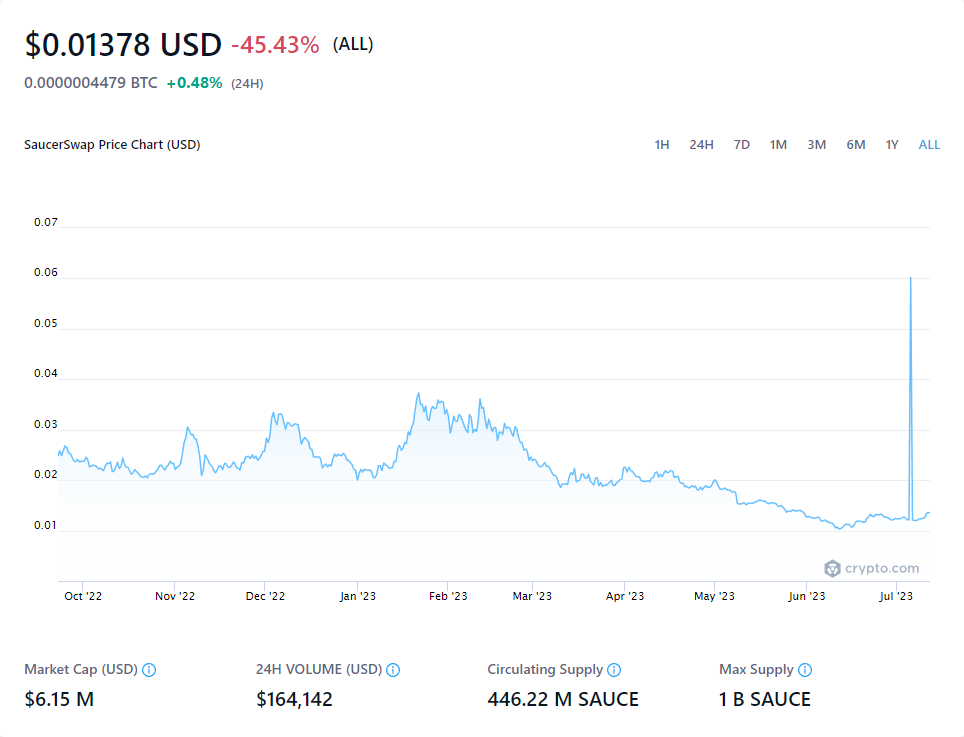 $0.01378 USD -45.43% (ALL)
0.0000004479 BTC +0.48% (24H)
SaucerSwap Price Chart (USD) 1H 24H 7D 1M 3M 6M 1Y ALL
0.07
0.06
0.05
0.04
0.03
0.02
0.01
crypto.com
Oct '22 Nov '22 Dec '22 Jan '23 Feb '23 Mar '23 Apr '23 May '23 Jun '23 Jul '23
Market Cap (USD) 24H VOLUME (USD) Circulating Supply Max Supply
$6.15 M $164,142 446.22 M SAUCE 1 B SAUCE